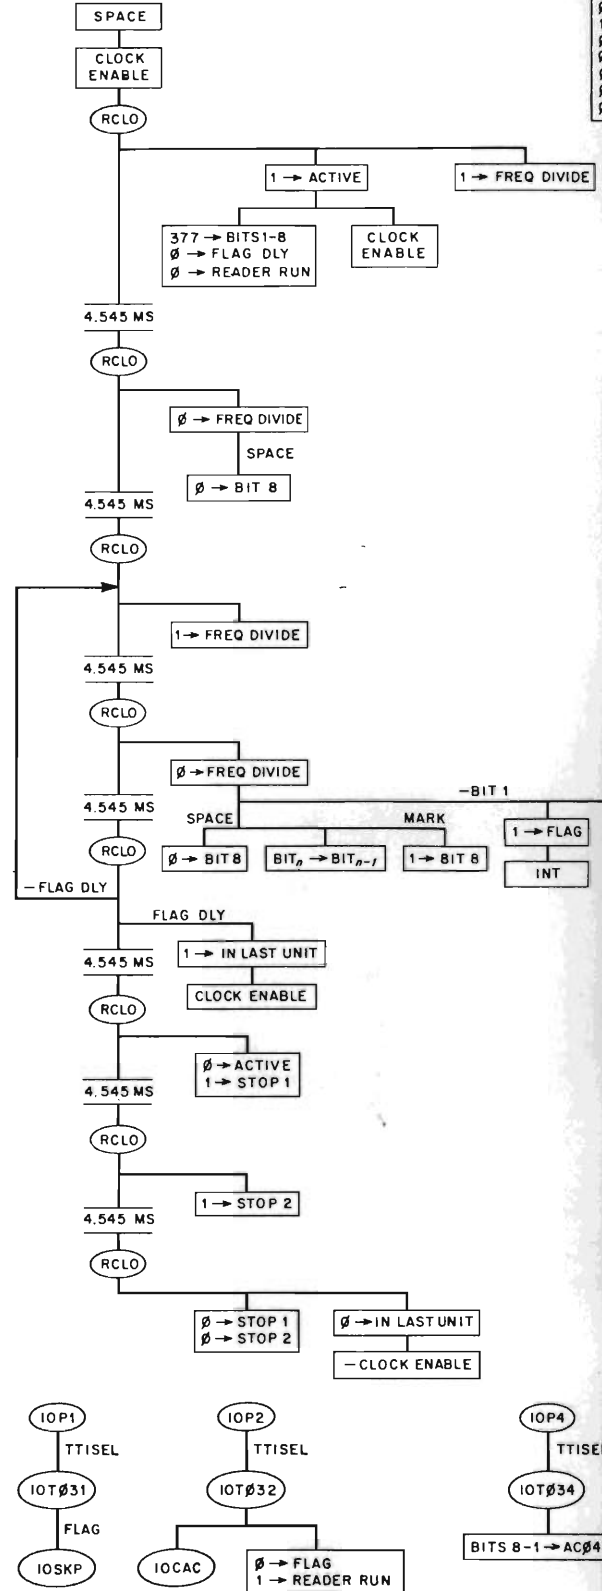 SPACE
CLOCK
ENABLE
RCLO
1 → ACTIVE
1 → FREQ DIVIDE
377 → BITS 1-8
Ø → FLAG DLY
Ø → READER RUN
CLOCK
ENABLE
4.545 MS
RCLO
Ø → FREQ DIVIDE
SPACE
Ø → BIT 8
4.545 MS
RCLO
1 → FREQ DIVIDE
4.545 MS
RCLO
Ø → FREQ DIVIDE
−BIT 1
4.545 MS
SPACE
MARK
1 → FLAG
RCLO
Ø → BIT 8
BITn → BITn-1
1 → BIT 8
INT
−FLAG DLY
FLAG DLY
1 → IN LAST UNIT
4.545 MS
CLOCK ENABLE
RCLO
Ø → ACTIVE
1 → STOP 1
4.545 MS
RCLO
1 → STOP 2
4.545 MS
RCLO
Ø → STOP 1
Ø → STOP 2
Ø → IN LAST UNIT
−CLOCK ENABLE
IOP1
IOP2
IOP4
TTISEL
TTISEL
TTISEL
IOTØ31
IOTØ32
IOTØ34
FLAG
BITS 8-1 → ACØ4
IOSKP
IOCAC
Ø → FLAG
1 → READER RUN